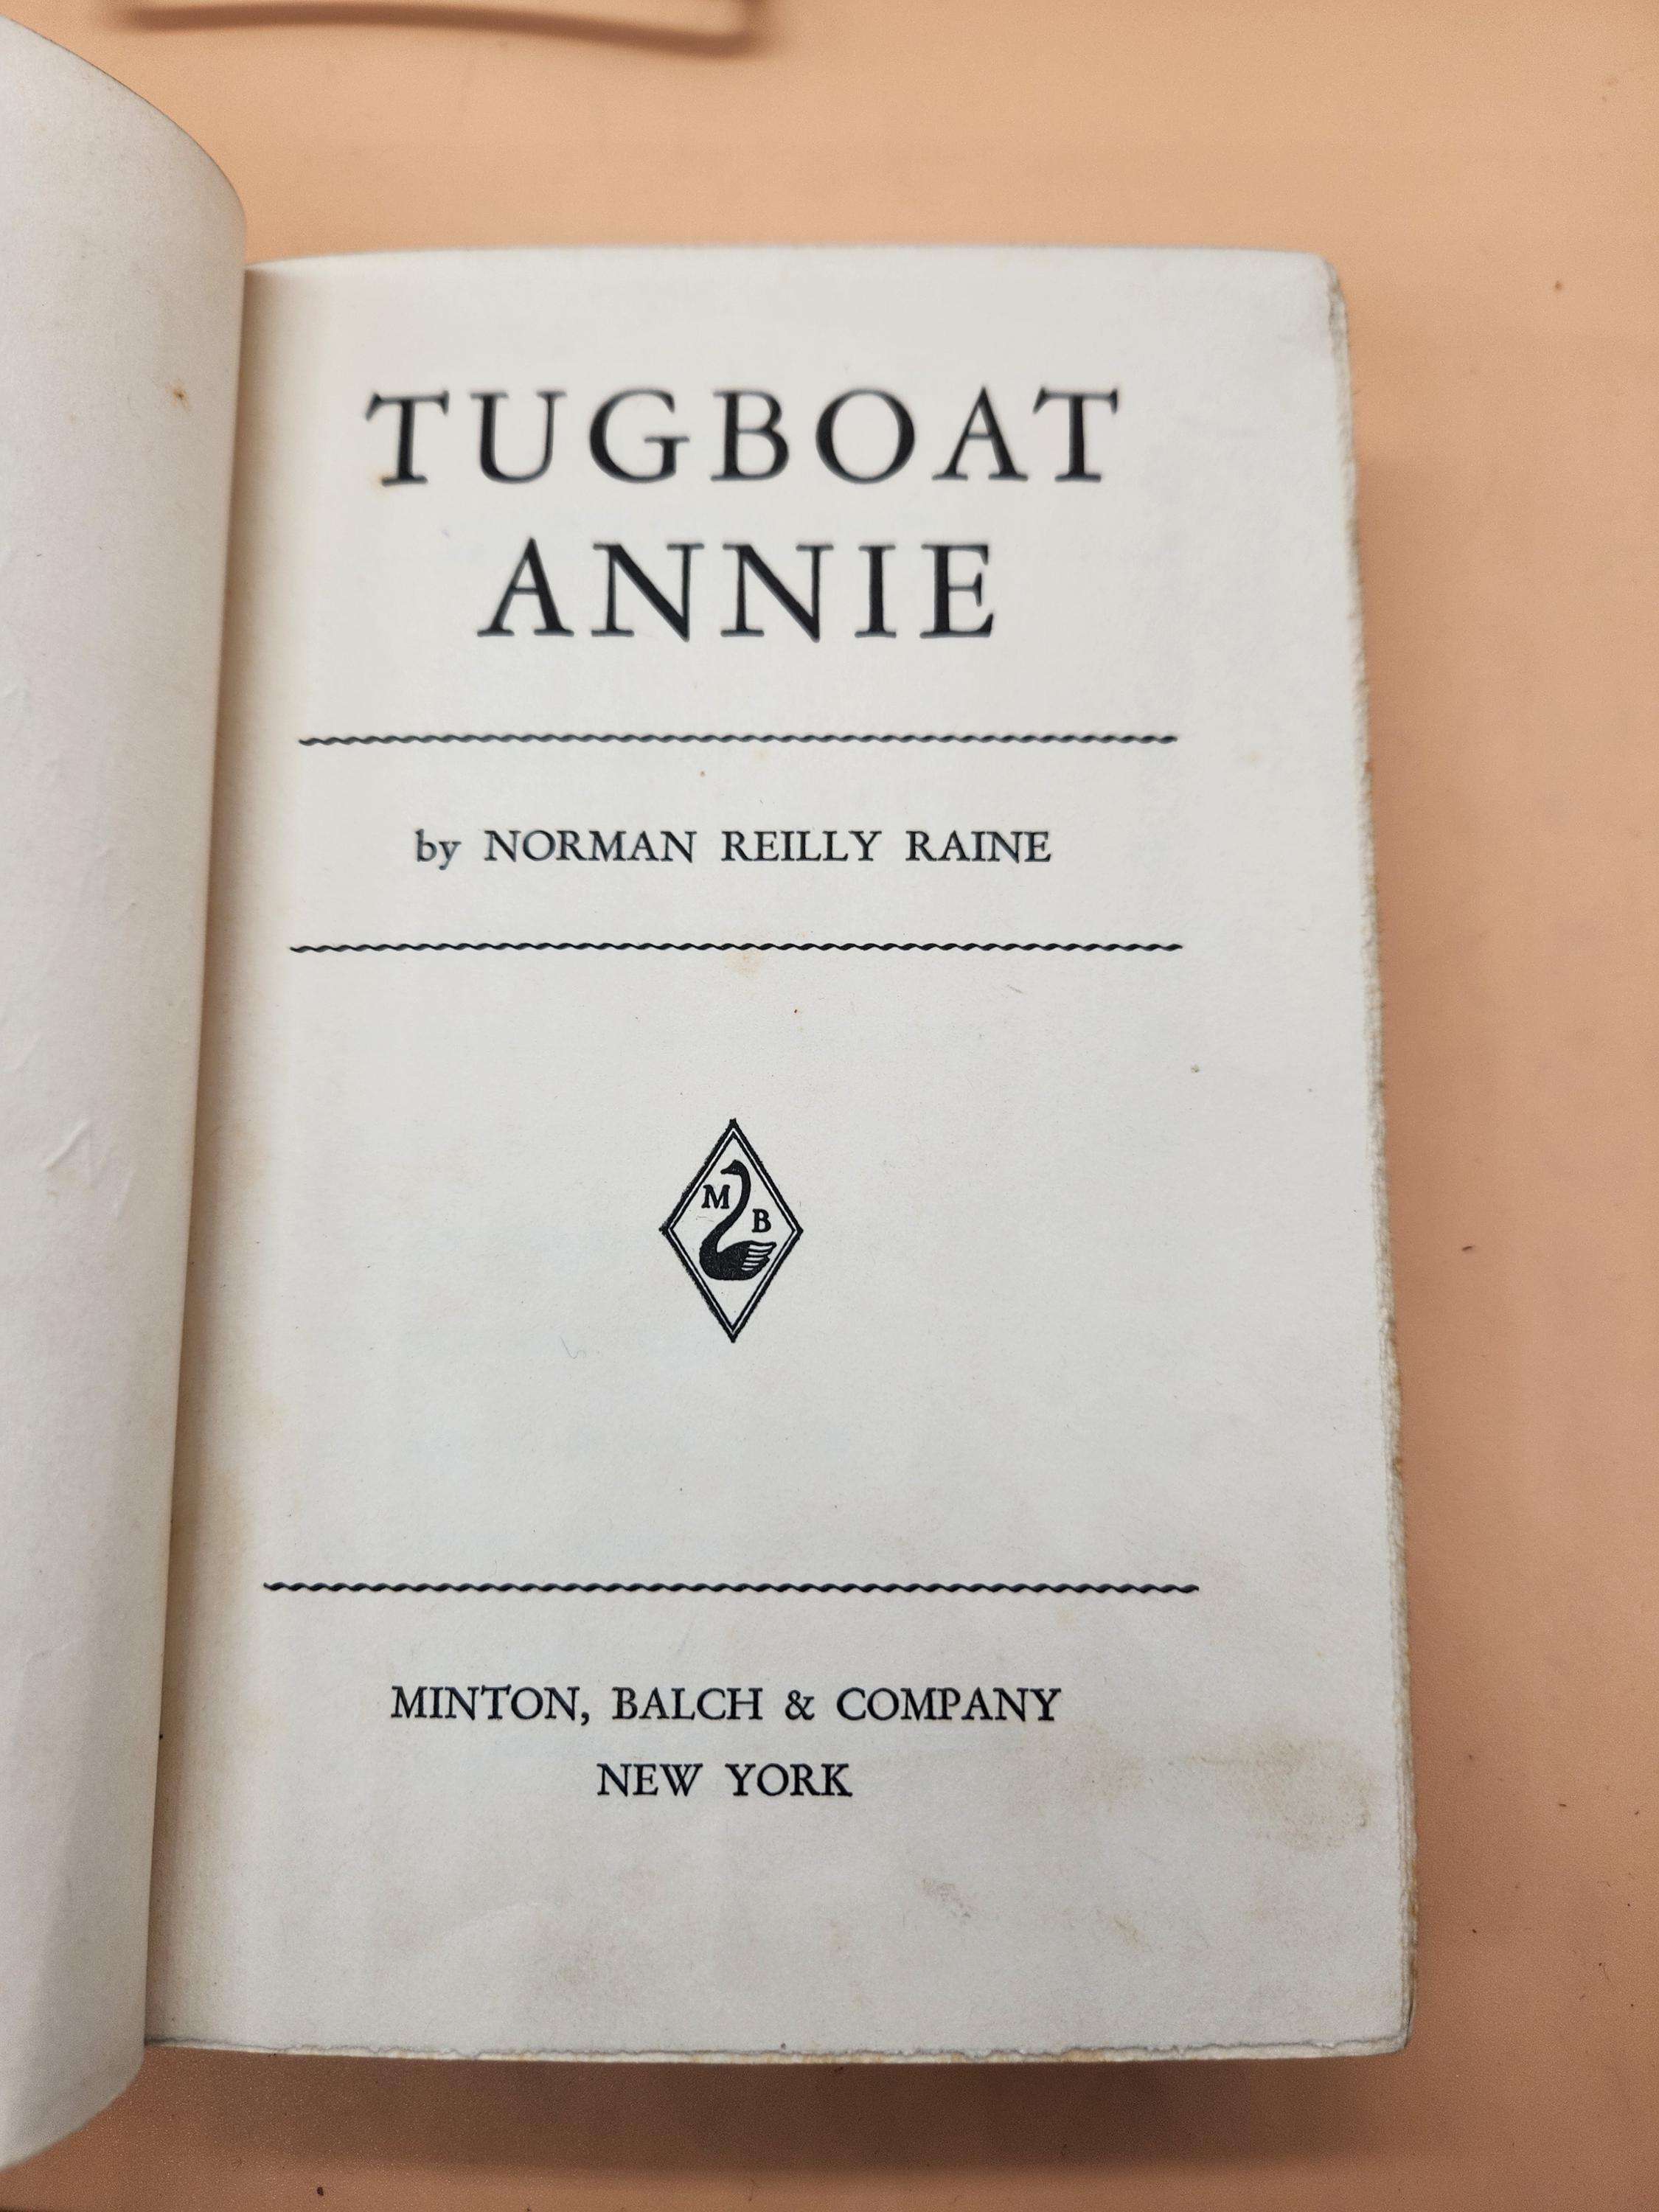 TUGBOAT
ANNIE
by NORMAN REILLY RAINE
M
B
MINTON, BALCH & COMPANY
NEW YORK